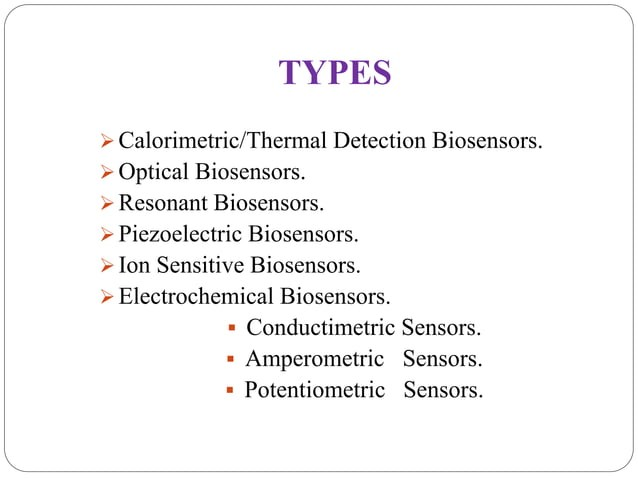 TYPES
➢Calorimetric/Thermal Detection Biosensors.
➢Optical Biosensors.
➢Resonant Biosensors.
➢Piezoelectric Biosensors.
➢Ion Sensitive Biosensors.
➢Electrochemical Biosensors.
▪ Conductimetric Sensors.
▪ Amperometric Sensors.
▪ Potentiometric Sensors.